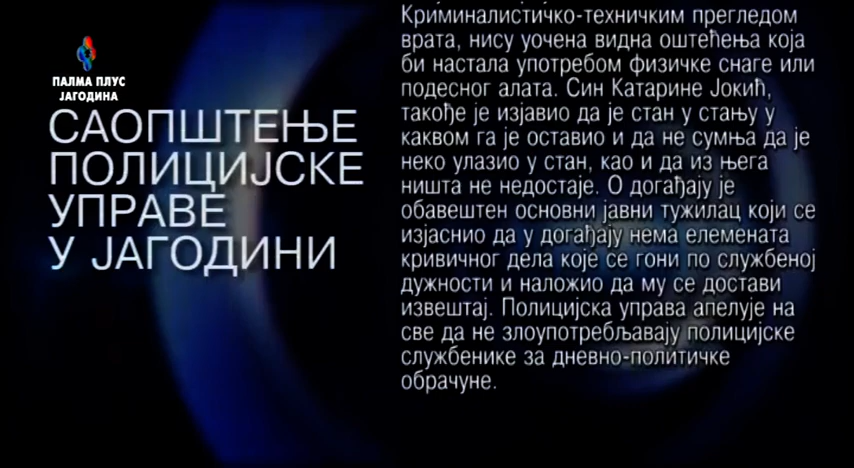 ПАЛМА ПЛУС
ЈАГОДИНА
САОПШТЕЊЕ
ПОЛИЦИЈСКЕ
УПРАВЕ
У ЈАГОДИНИ
Криминалистичко-техничким прегледом
врата, нису уочена видна оштећења која
би настала употребом физичке снаге или
подесног алата. Син Катарине Јокић,
такође је изјавио да је стан у стању у
каквом га је оставио и да не сумња да је
неко улазио у стан, као и да из њега
ништа не недостаје. О догађају је
обавештен основни јавни тужилац који се
изјаснио да у догађају нема елемената
кривичног дела које се гони по службеној
дужности и наложио да му се достави
извештај. Полицијска управа апелује на
све да не злоупотребљавају полицијске
службенике за дневно-политичке
обрачуне.